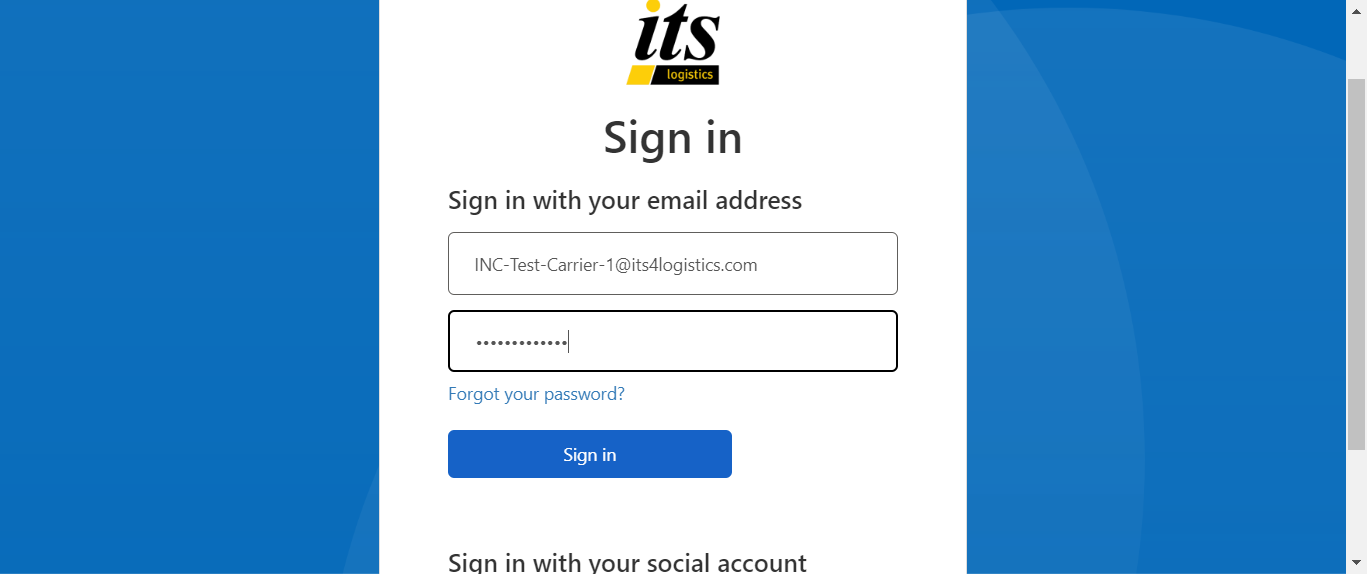 its
logistics
Sign in
Sign in with your email address
INC-Test-Carrier-1@its4logistics.com
•••••••••••••
Forgot your password?
Sign in
Sign in with your social account